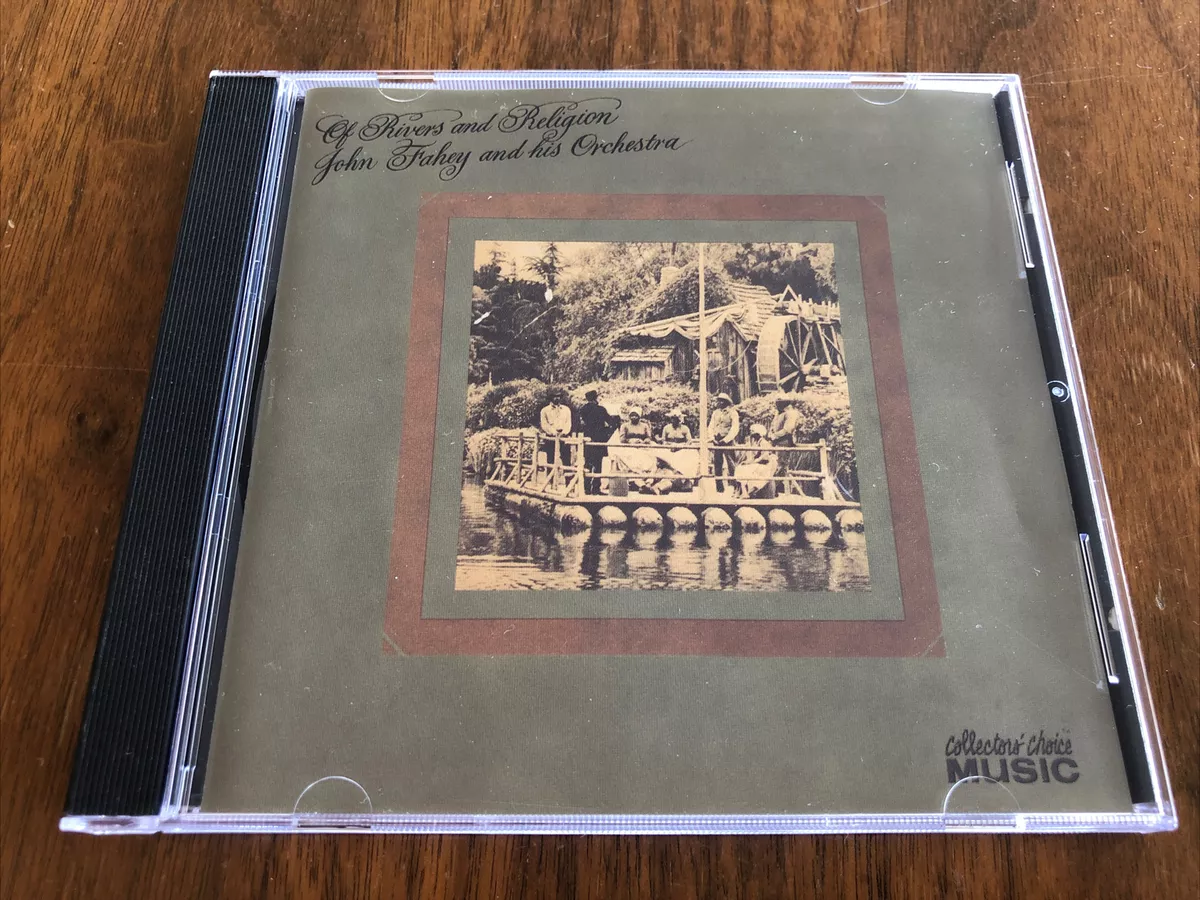 Of Rivers and Religion
John Fahey and his Orchestra
Collectors' Choice
MUSIC